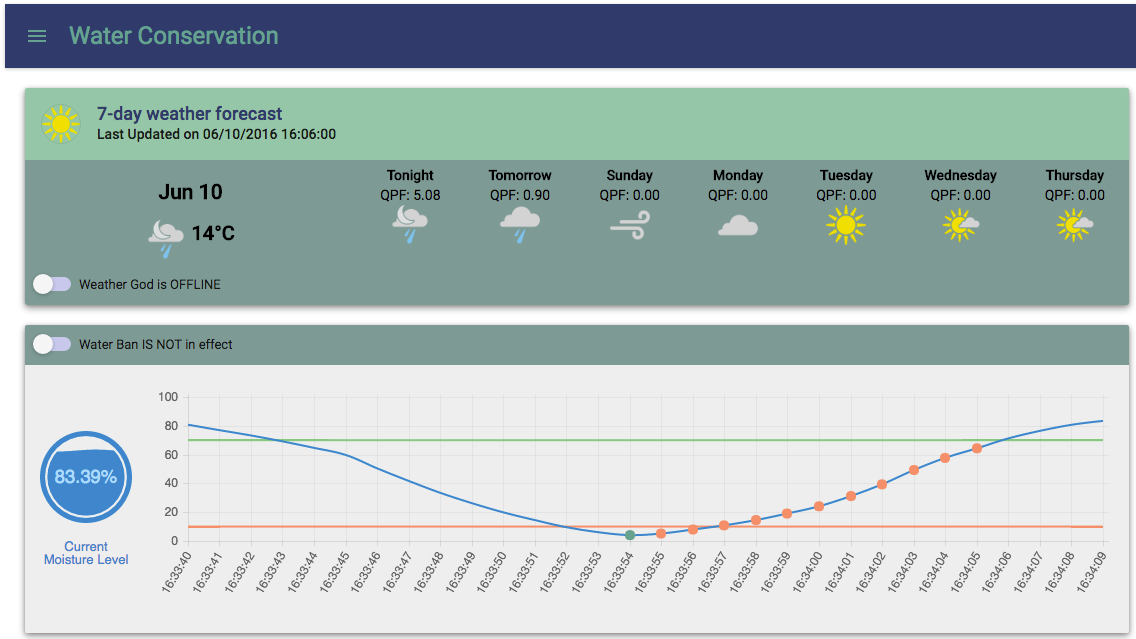 Water Conservation
7-day weather forecast
Last Updated on 06/10/2016 16:06:00
Jun 10
14°C
Tonight
QPF: 5.08
Tomorrow
QPF: 0.90
Sunday
QPF: 0.00
Monday
QPF: 0.00
Tuesday
QPF: 0.00
Wednesday
QPF: 0.00
Thursday
QPF: 0.00
Weather God is OFFLINE
Water Ban IS NOT in effect
83.39%
Current
Moisture Level
100
80
60
40
20
0
16:33:40
16:33:41
16:33:42
16:33:43
16:33:44
16:33:45
16:33:46
16:33:47
16:33:48
16:33:49
16:33:50
16:33:51
16:33:52
16:33:53
16:33:54
16:33:55
16:33:56
16:33:57
16:33:58
16:33:59
16:34:00
16:34:01
16:34:02
16:34:03
16:34:04
16:34:05
16:34:06
16:34:07
16:34:08
16:34:09